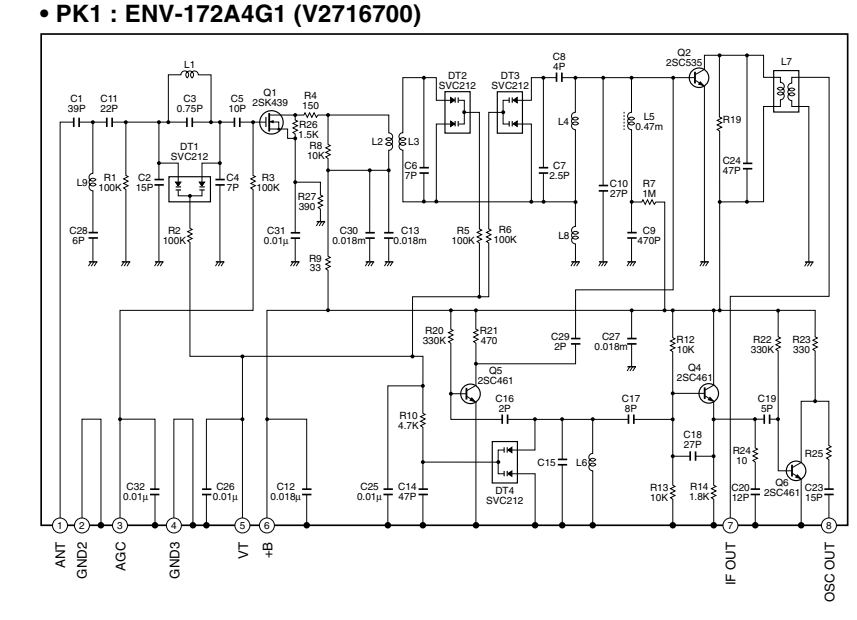 • PK1 : ENV-172A4G1 (V2716700)
L1
C1
39P
C11
22P
C3
0.75P
C5
10P
Q1
2SK439
R4
150
R26
1.5K
R8
10K
L2
L3
DT2
SVC212
DT3
SVC212
C8
4P
Q2
2SC535
L7
DT1
SVC212
L9
R1
100K
C2
15P
C4
7P
R3
100K
R27
390
C6
7P
C7
2.5P
L4
L5
0.47m
C10
27P
R7
1M
R19
C24
47P
C28
6P
R2
100K
C31
0.01µ
C30
0.018m
C13
0.018m
R9
33
R5
100K
R6
100K
L8
C9
470P
R20
330K
R21
470
C29
2P
C27
0.018m
R12
10K
R22
330K
R23
330
Q5
2SC461
Q4
2SC461
R10
4.7K
C16
2P
C17
8P
C19
5P
C18
27P
R24
10
R25
C32
0.01µ
C26
0.01µ
C12
0.018µ
C25
0.01µ
C14
47P
DT4
SVC212
C15
L6
R13
10K
R14
1.8K
C20
12P
Q6
2SC461
C23
15P
1
2
3
4
5
6
7
8
ANT
GND2
AGC
GND3
VT
+B
IF OUT
OSC OUT